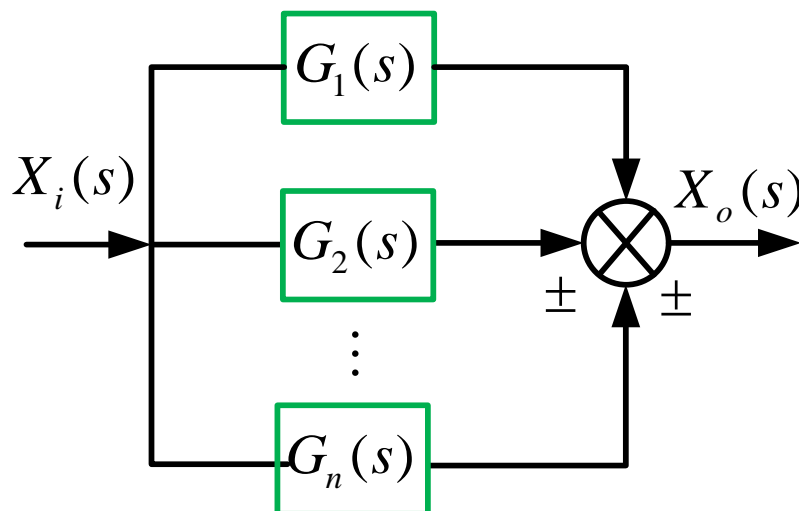 G₁(s)
Xᵢ(s)
Xₒ(s)
G₂(s)
± ±
⋮
Gₙ(s)